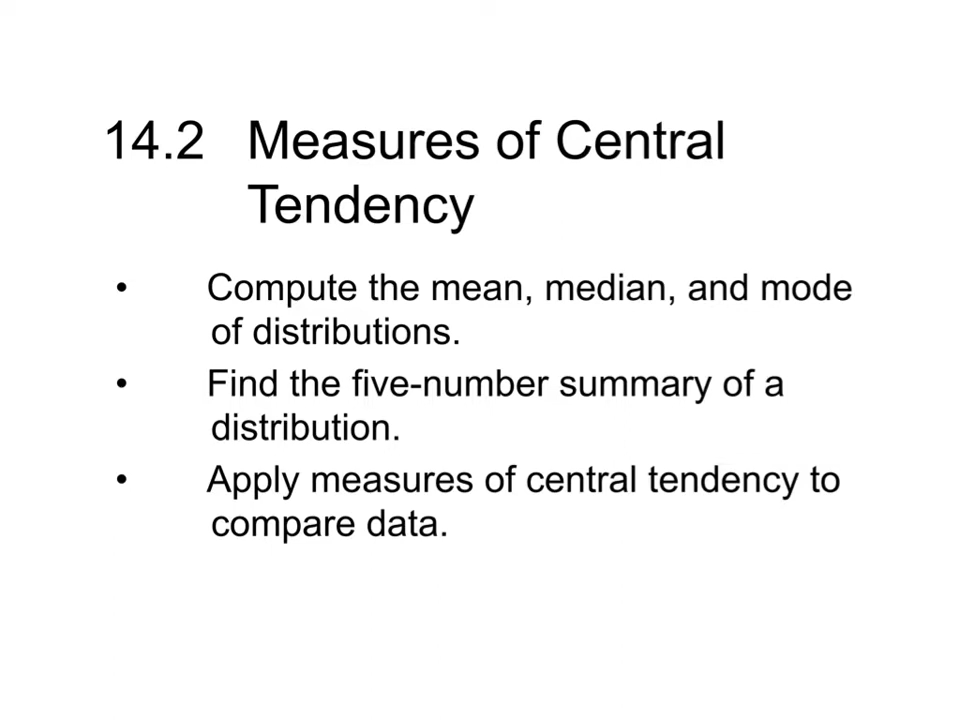 14.2 Measures of Central
Tendency
• Compute the mean, median, and mode
of distributions.
• Find the five-number summary of a
distribution.
• Apply measures of central tendency to
compare data.